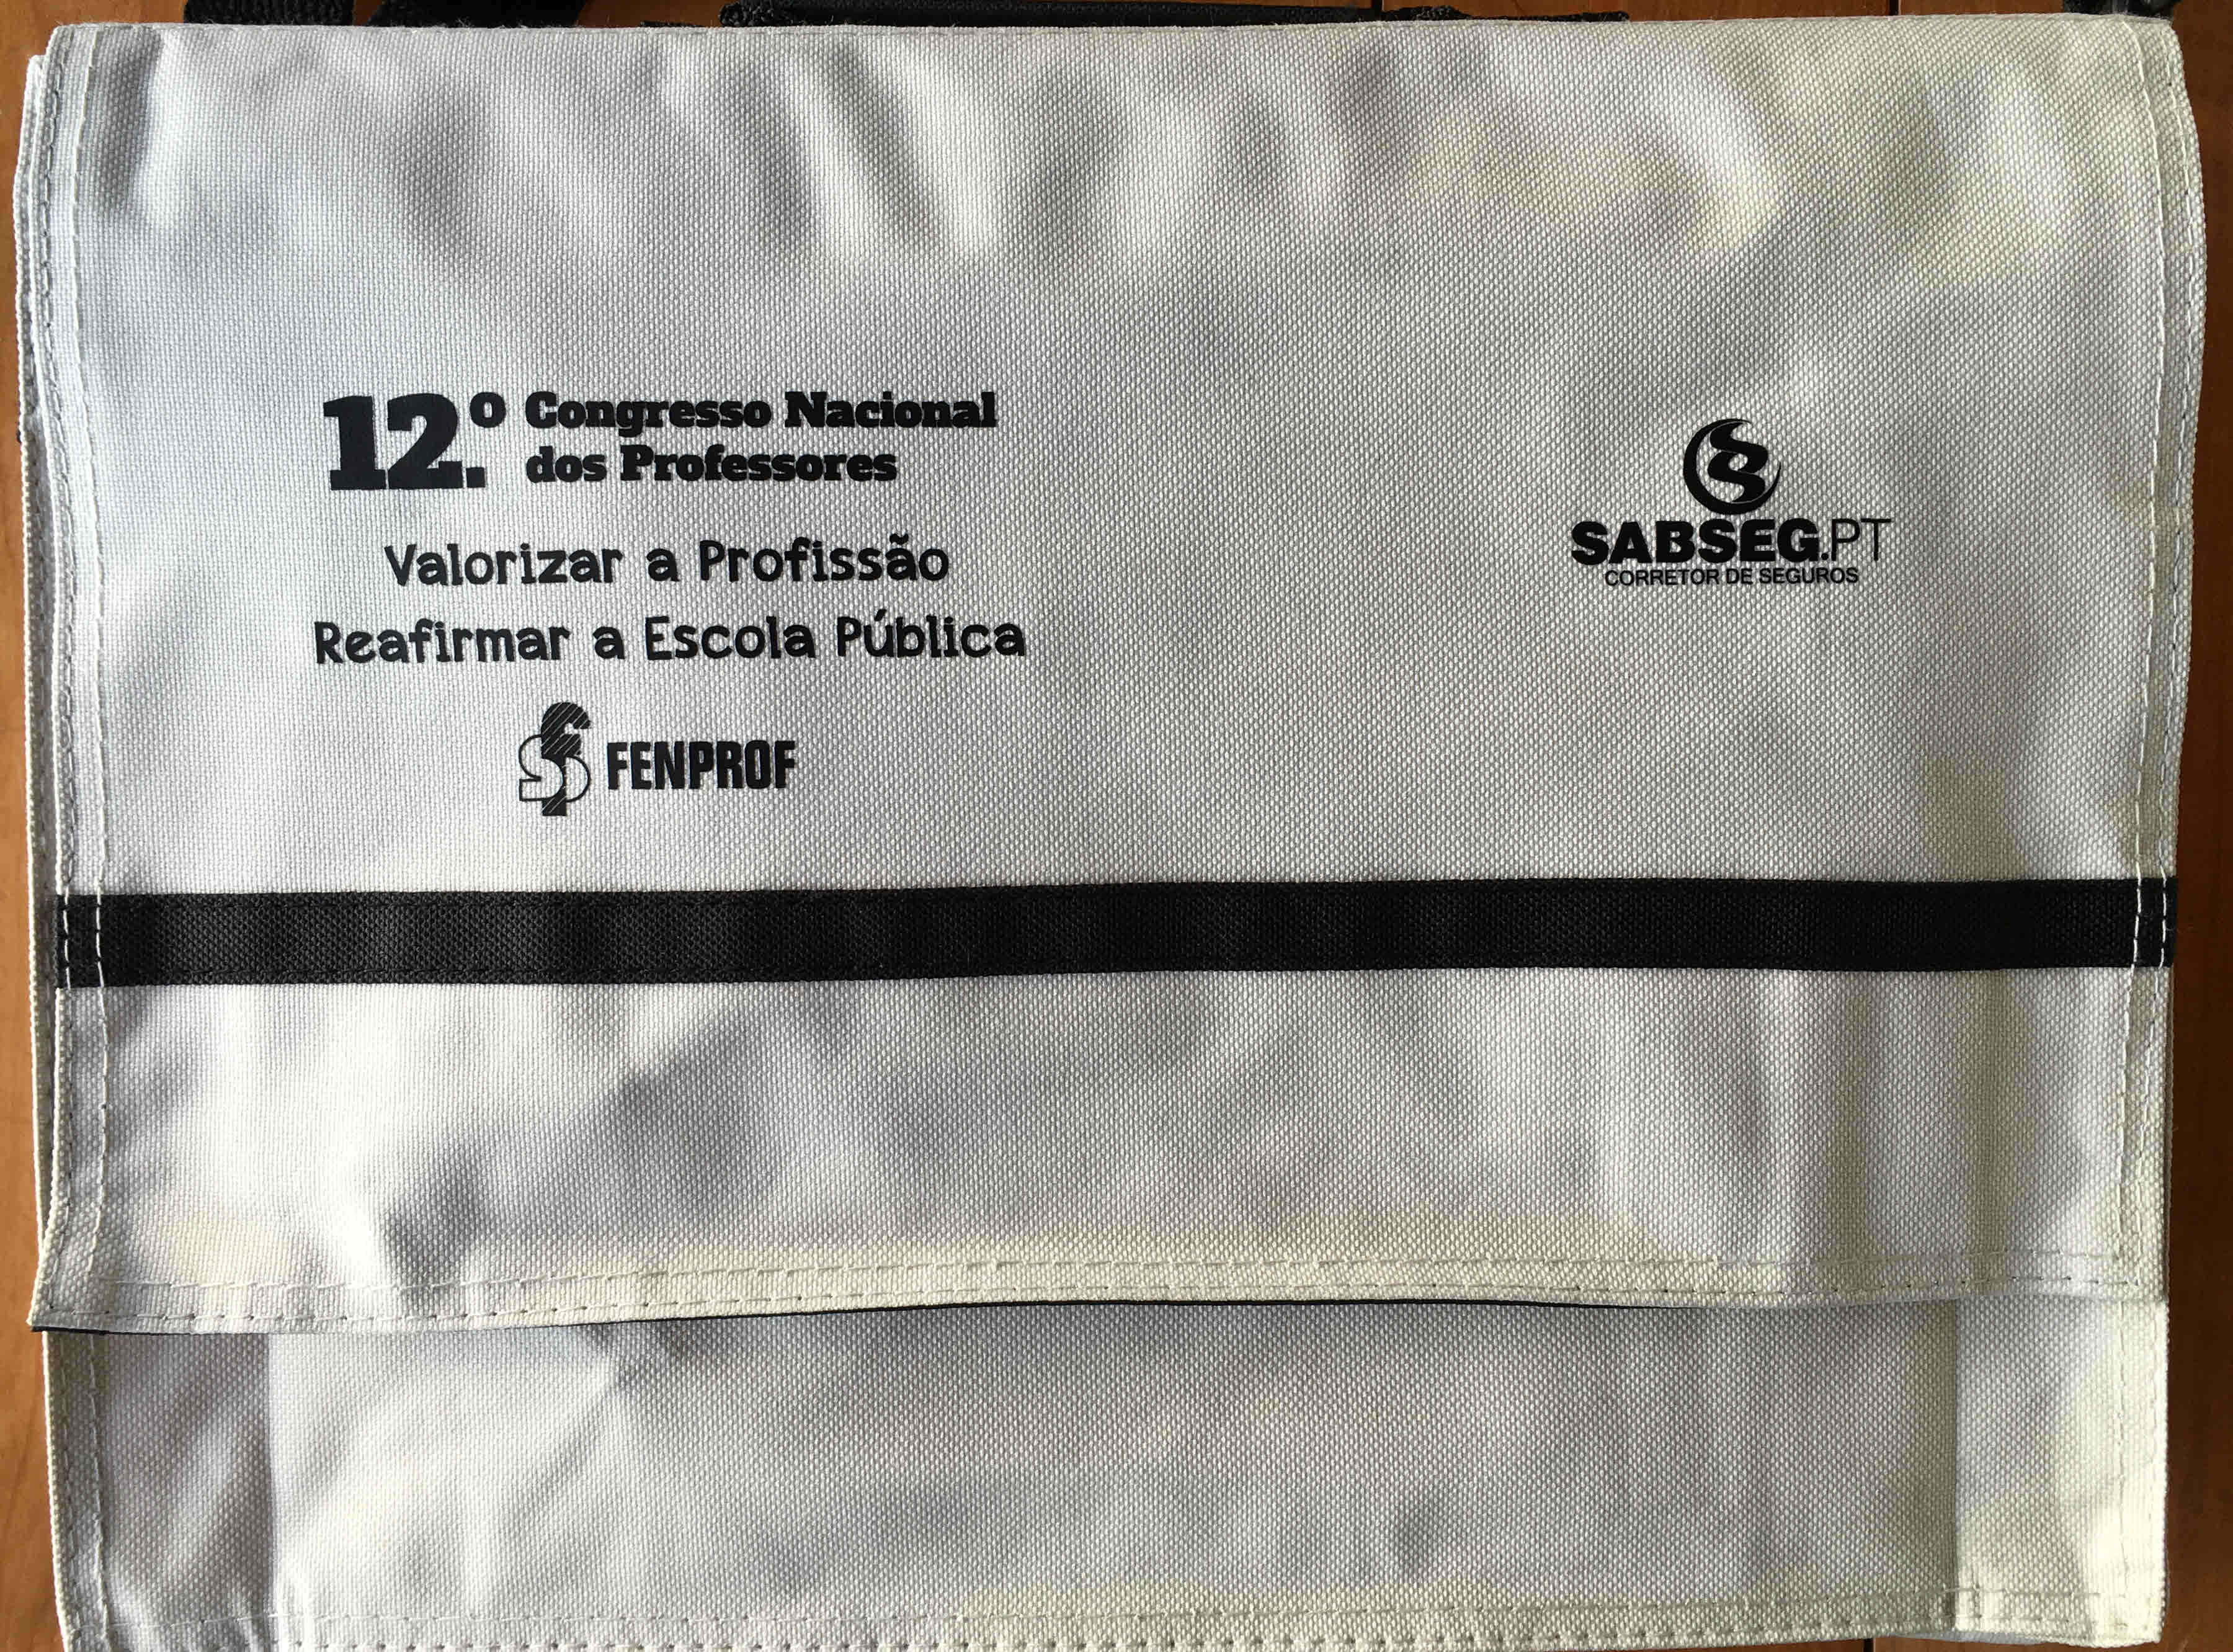 12.º Congresso Nacional
dos Professores
Valorizar a Profissão
Reafirmar a Escola Pública
FENPROF
SABSEG.PT
CORRETOR DE SEGUROS